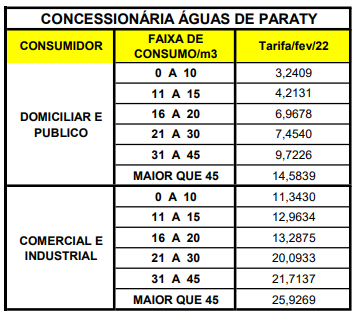 CONCESSIONÁRIA ÁGUAS DE PARATY
CONSUMIDOR FAIXA DE CONSUMO/m3 Tarifa/fev/22
DOMICILIAR E PUBLICO
0 A 10 3,2409
11 A 15 4,2131
16 A 20 6,9678
21 A 30 7,4540
31 A 45 9,7226
MAIOR QUE 45 14,5839
COMERCIAL E INDUSTRIAL
0 A 10 11,3430
11 A 15 12,9634
16 A 20 13,2875
21 A 30 20,0933
31 A 45 21,7137
MAIOR QUE 45 25,9269